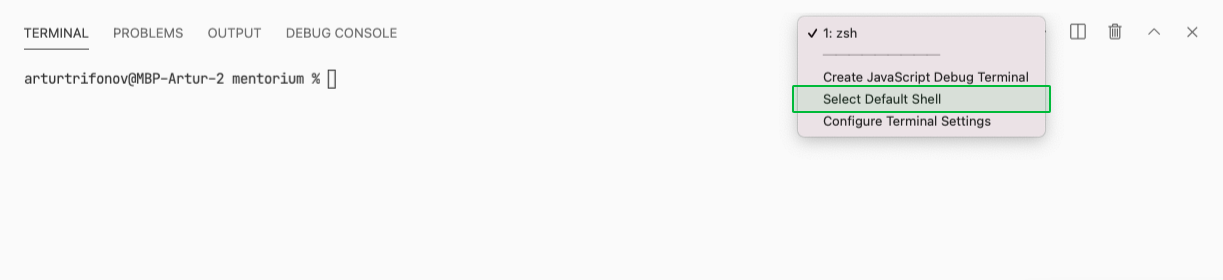 TERMINAL PROBLEMS OUTPUT DEBUG CONSOLE
✓ 1: zsh
arturtrifonov@MBP-Artur-2 mentorium %
Create JavaScript Debug Terminal
Select Default Shell
Configure Terminal Settings